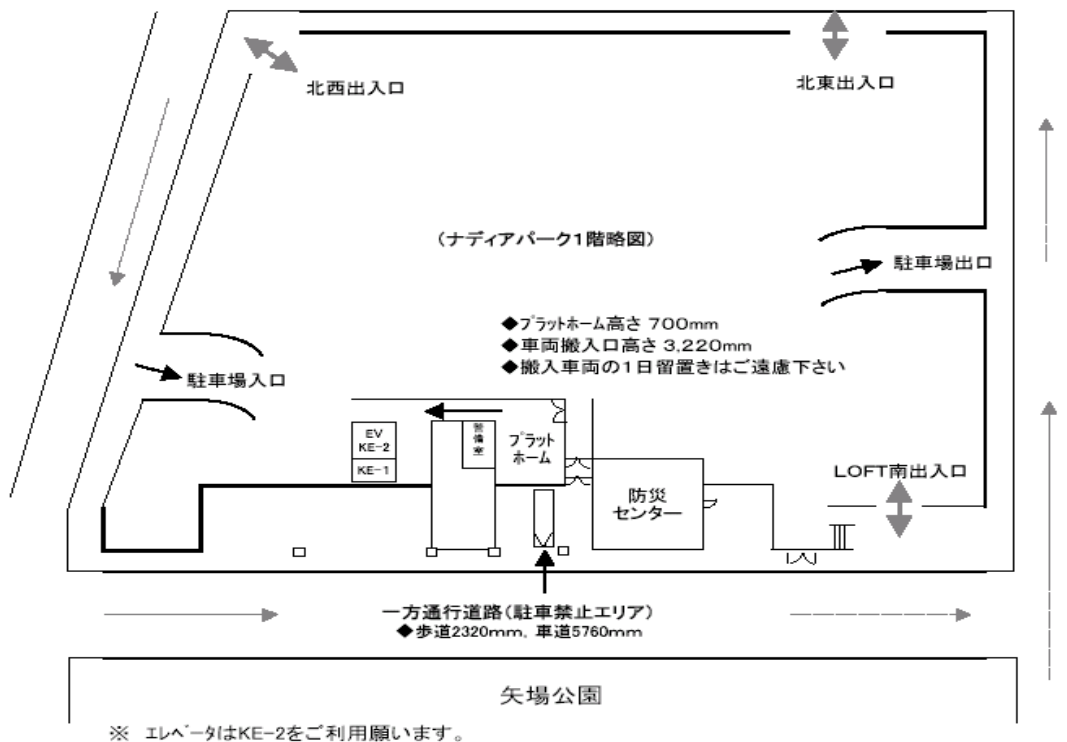 北西出入口
北東出入口
(ナディアパーク1階略図)
駐車場出口
◆プラットホーム高さ 700mm
◆車両搬入口高さ 3,220mm
◆搬入車両の1日留置きはご遠慮下さい
駐車場入口
EV
KE-2
KE-1
警備室
プラット
ホーム
防災
センター
LOFT南出入口
一方通行道路(駐車禁止エリア)
◆歩道2320mm, 車道5760mm
矢場公園
※ エレベータはKE-2をご利用願います。